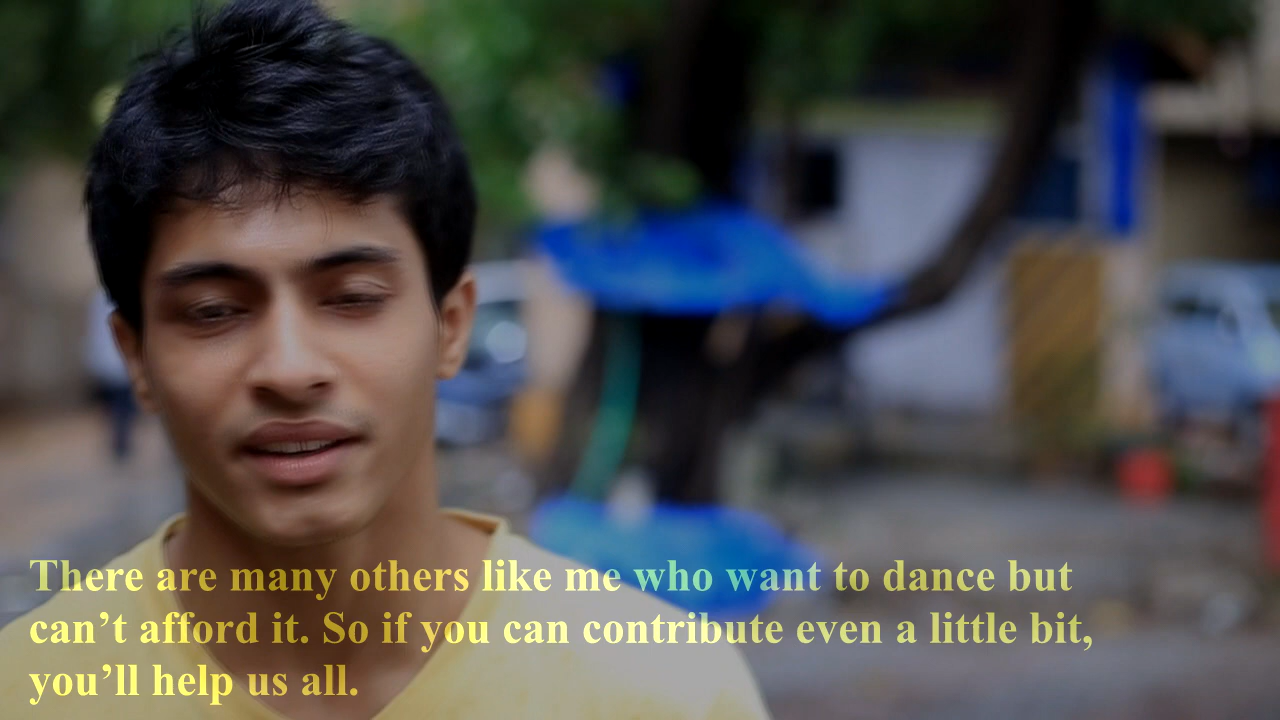 There are many others like me who want to dance but
can’t afford it. So if you can contribute even a little bit,
you’ll help us all.